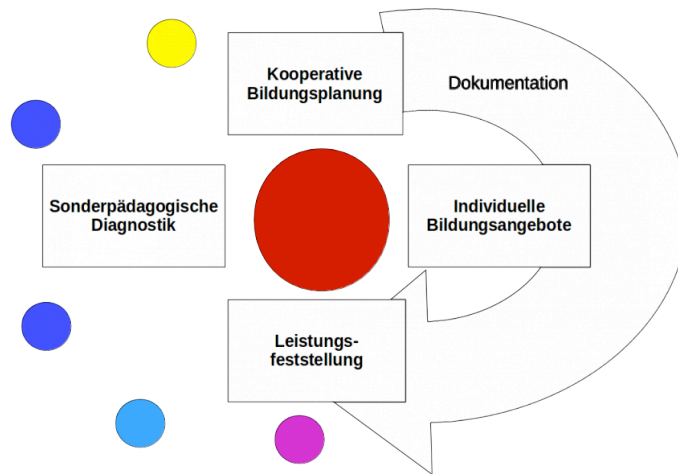 Kooperative
Bildungsplanung
Dokumentation
Sonderpädagogische
Diagnostik
Individuelle
Bildungsangebote
Leistungs-
feststellung